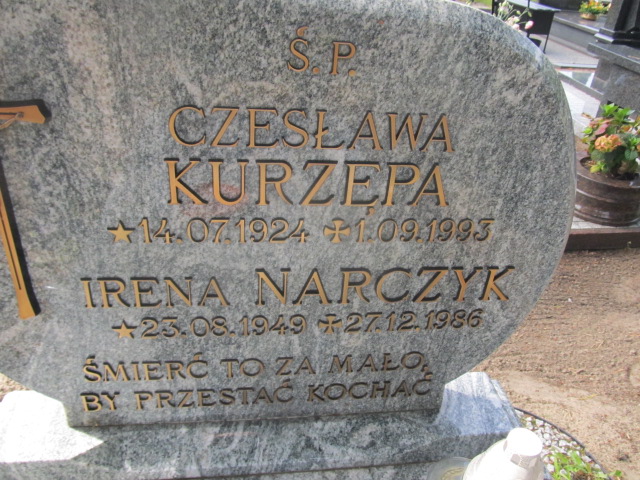 Ś.P.
CZESŁAWA
KURZĘPA
★14.07.1924 ✠1.09.1993
IRENA NARCZYK
★23.08.1949 ✠27.12.1986
ŚMIERĆ TO ZA MAŁO,
BY PRZESTAĆ KOCHAĆ